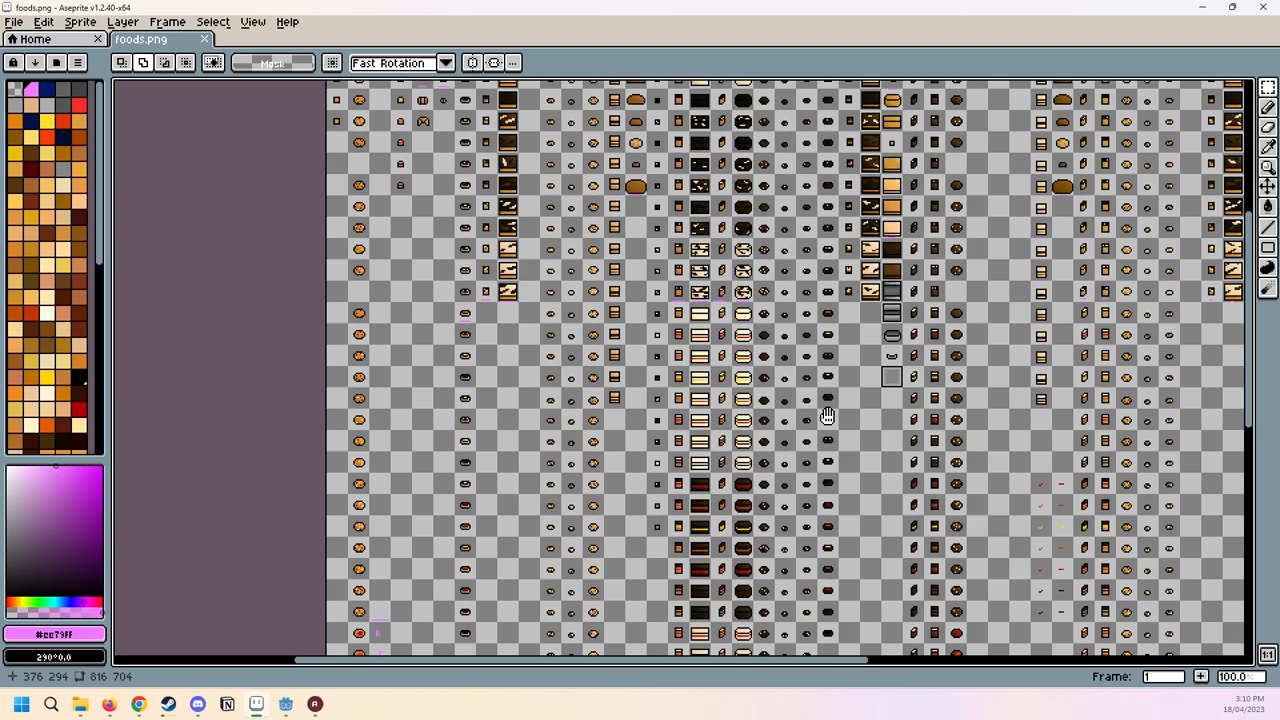 foods.png - Aseprite v1.2.40-x64
File Edit Sprite Layer Frame Select View Help
Home
foods.png
Mask
Fast Rotation
#cc79ff
290°0,0
376 294 816 704
Frame: 1 100.0
1:1
3:10 PM
18/04/2023